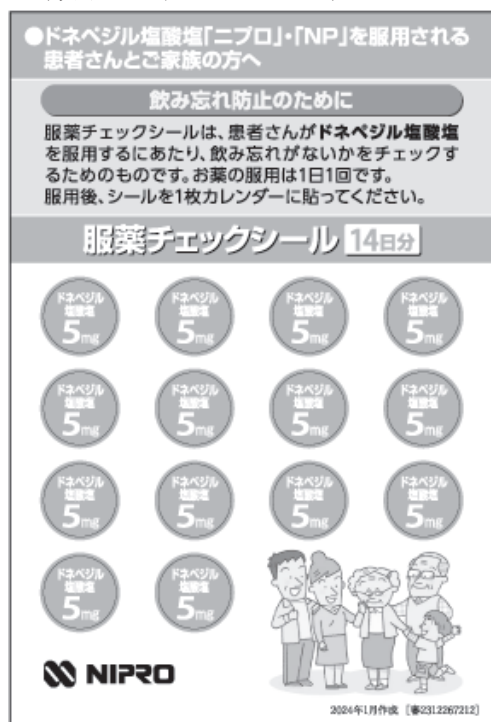 ●ドネペジル塩酸塩「ニプロ」・「NP」を服用される
患者さんとご家族の方へ
飲み忘れ防止のために
服薬チェックシールは、患者さんがドネペジル塩酸塩
を服用するにあたり、飲み忘れがないかをチェックす
るためのものです。お薬の服用は1日1回です。
服用後、シールを1枚カレンダーに貼ってください。
服薬チェックシール 14日分
ドネペジル ドネペジル ドネペジル ドネペジル
塩酸塩 塩酸塩 塩酸塩 塩酸塩
5mg 5mg 5mg 5mg
ドネペジル ドネペジル ドネペジル ドネペジル
塩酸塩 塩酸塩 塩酸塩 塩酸塩
5mg 5mg 5mg 5mg
ドネペジル ドネペジル ドネペジル ドネペジル
塩酸塩 塩酸塩 塩酸塩 塩酸塩
5mg 5mg 5mg 5mg
ドネペジル ドネペジル
塩酸塩 塩酸塩
5mg 5mg
NIPRO
2024年1月作成 [審2312267212]